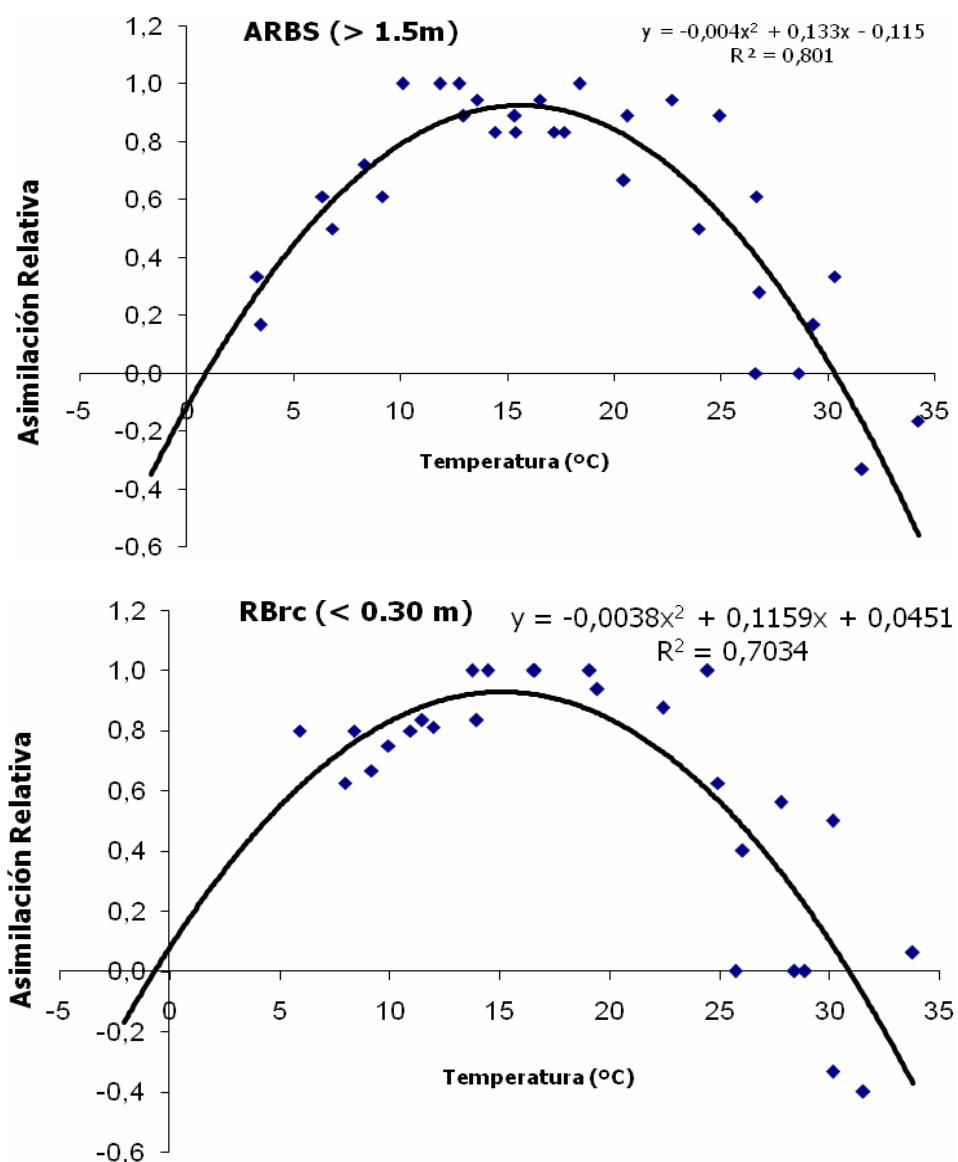 ARBS (> 1.5m)
y = -0,004x² + 0,133x - 0,115
R² = 0,801
1,2
1,0
0,8
0,6
0,4
0,2
0,0
-0,2
-0,4
-0,6
-5 0 5 10 15 20 25 30 35
Asimilación Relativa
Temperatura (ºC)
RBrc (< 0.30 m)
y = -0,0038x² + 0,1159x + 0,0451
R² = 0,7034
1,2
1,0
0,8
0,6
0,4
0,2
0,0
-0,2
-0,4
-0.6
-5 0 5 10 15 20 25 30 35
Asimilación Relativa
Temperatura (ºC)